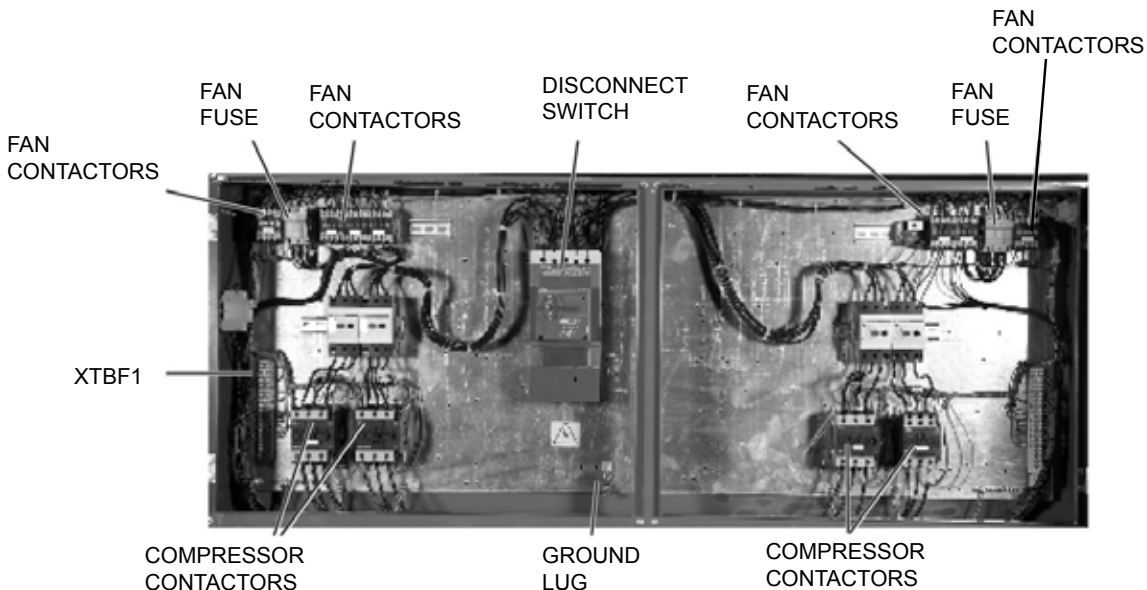 FAN
CONTACTORS
FAN
FUSE
FAN
CONTACTORS
DISCONNECT
SWITCH
FAN
CONTACTORS
FAN
FUSE
FAN
CONTACTORS
XTBF1
COMPRESSOR
CONTACTORS
GROUND
LUG
COMPRESSOR
CONTACTORS